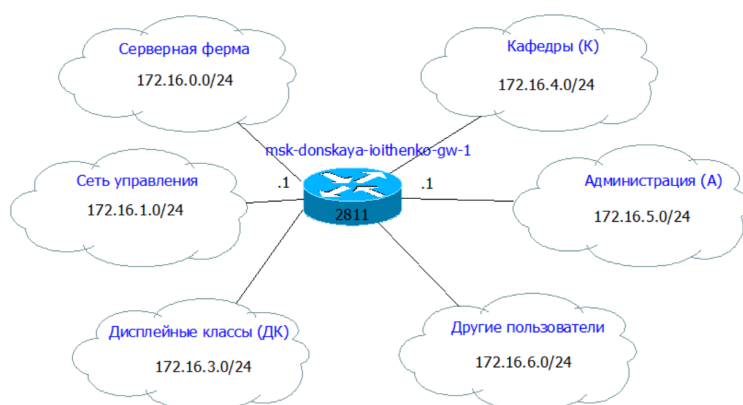 Серверная ферма
172.16.0.0/24
Кафедры (К)
172.16.4.0/24
msk-donskaya-ioithenko-gw-1
Сеть управления
172.16.1.0/24
.1
.1
2811
Администрация (А)
172.16.5.0/24
Дисплейные классы (ДК)
172.16.3.0/24
Другие пользователи
172.16.6.0/24